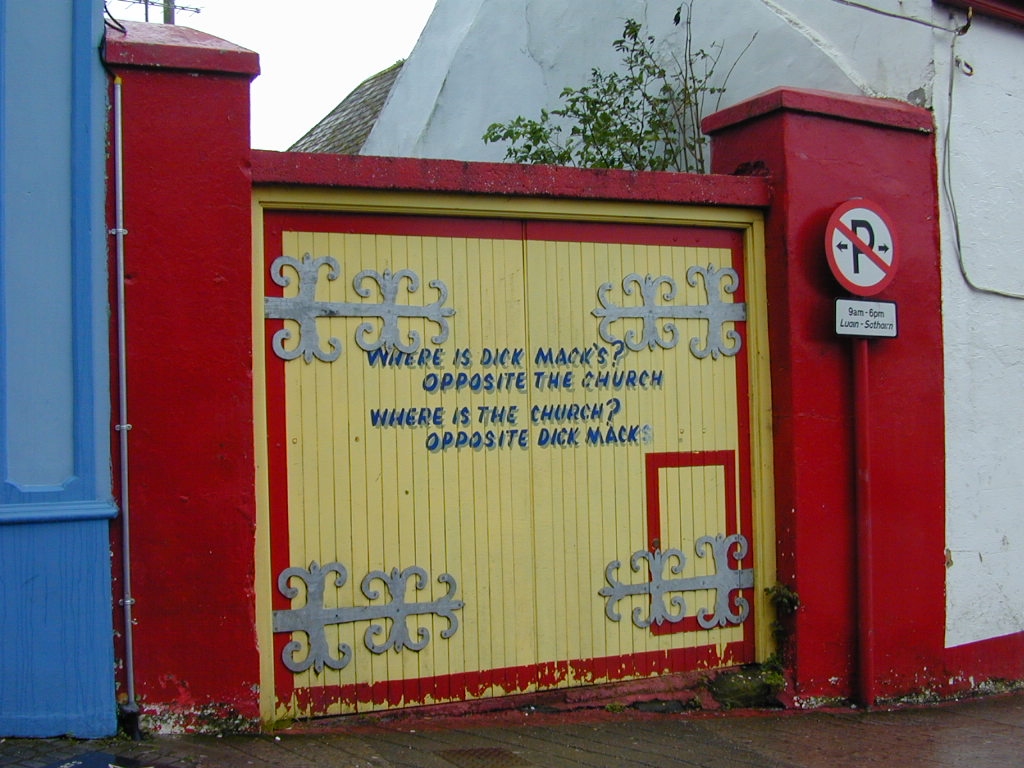 WHERE IS DICK MACK'S?
OPPOSITE THE CHURCH
WHERE IS THE CHURCH?
OPPOSITE DICK MACKS
P
9am - 6pm
Luan - Satharn